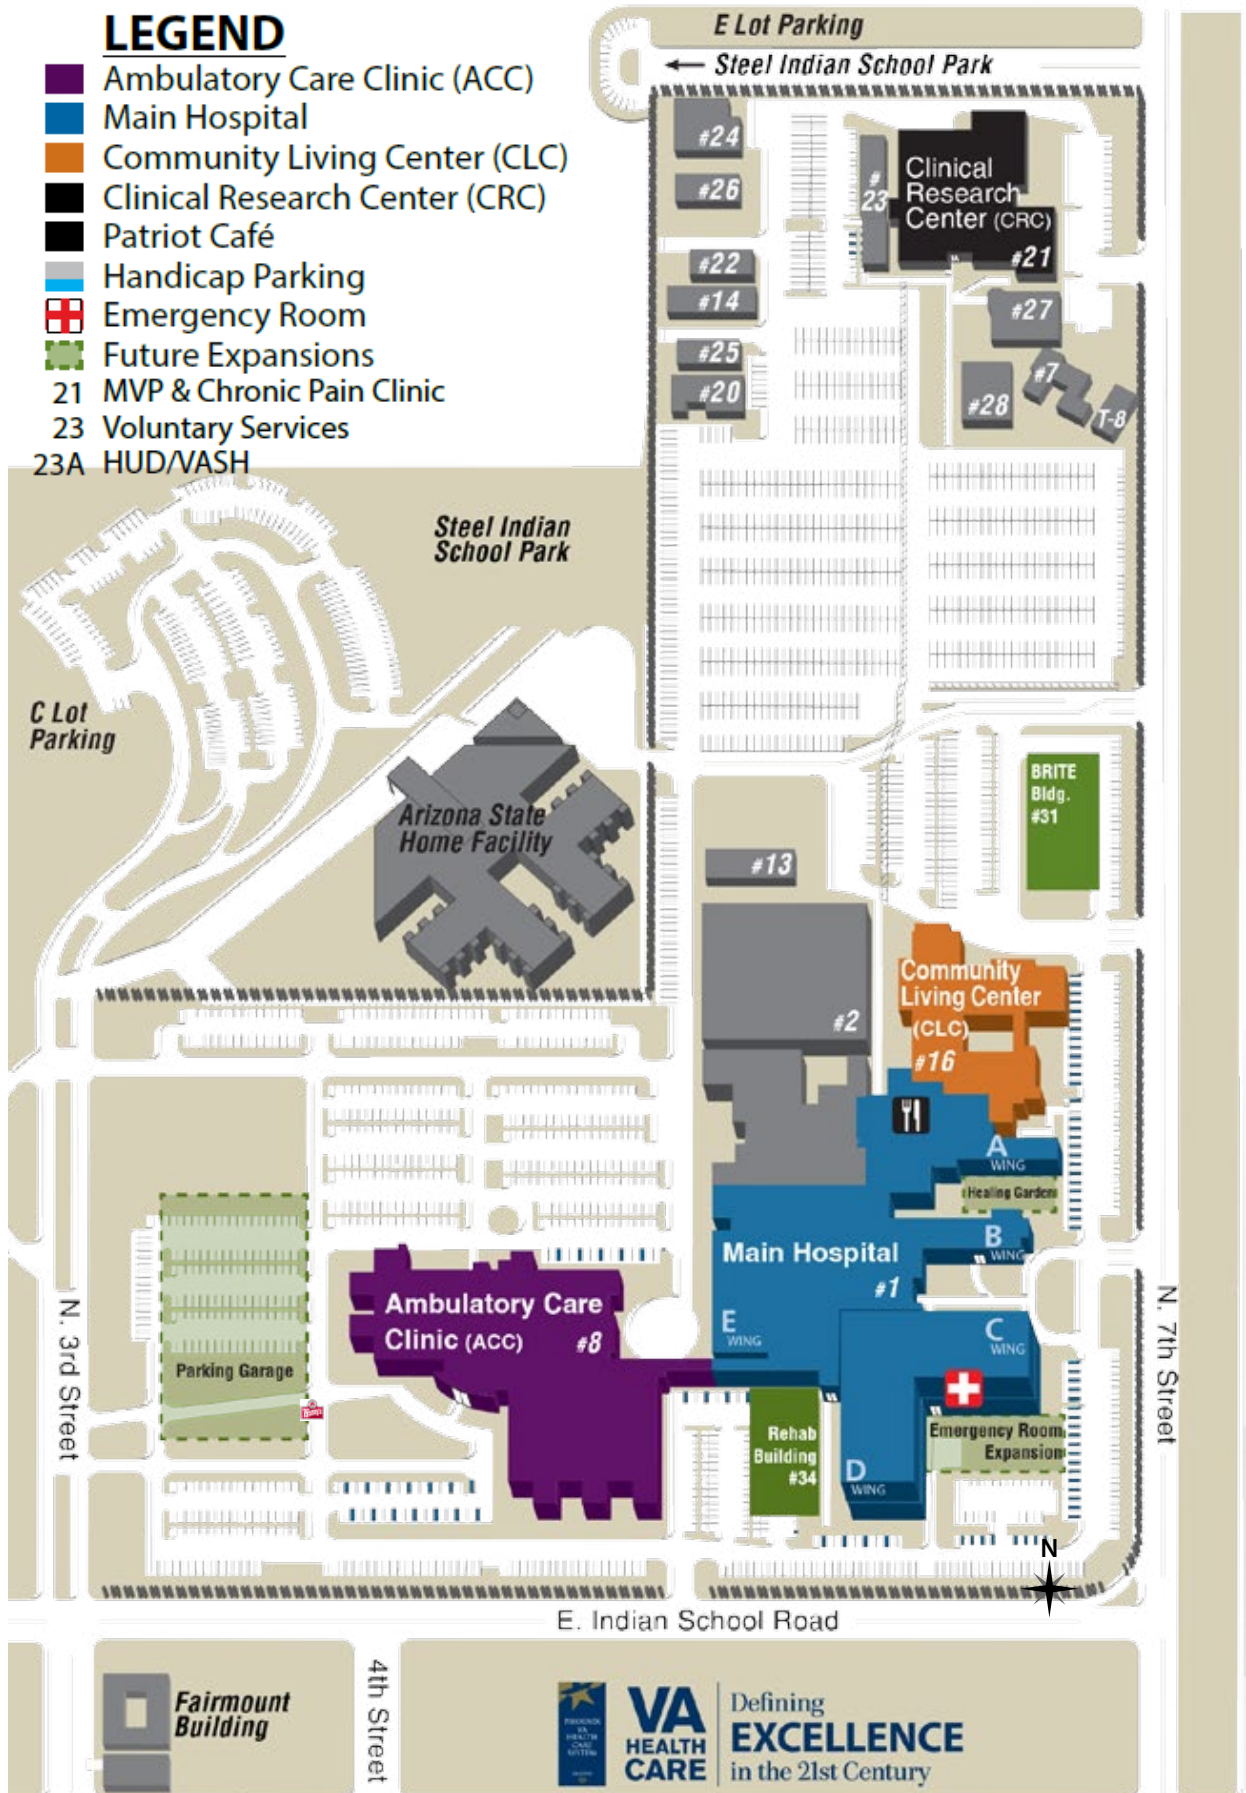 LEGEND
Ambulatory Care Clinic (ACC)
Main Hospital
Community Living Center (CLC)
Clinical Research Center (CRC)
Patriot Café
Handicap Parking
Emergency Room
Future Expansions
21 MVP & Chronic Pain Clinic
23 Voluntary Services
23A HUD/VASH
E Lot Parking
Steel Indian School Park
#24
#26
#
23
Clinical
Research
Center (CRC)
#21
#22
#14
#27
#25
#20
#28
#7
T-8
Steel Indian
School Park
C Lot
Parking
Arizona State
Home Facility
BRITE
Bldg.
#31
#13
#2
Community
Living Center
(CLC)
#16
A
WING
Healing Garden
B
WING
Main Hospital
#1
E
WING
C
WING
Ambulatory Care
Clinic (ACC)
#8
Parking Garage
Rehab
Building
#34
D
WING
Emergency Room
Expansion
N. 3rd Street
N. 7th Street
N
E. Indian School Road
4th Street
Fairmount
Building
VA
HEALTH
CARE
Defining
EXCELLENCE
in the 21st Century